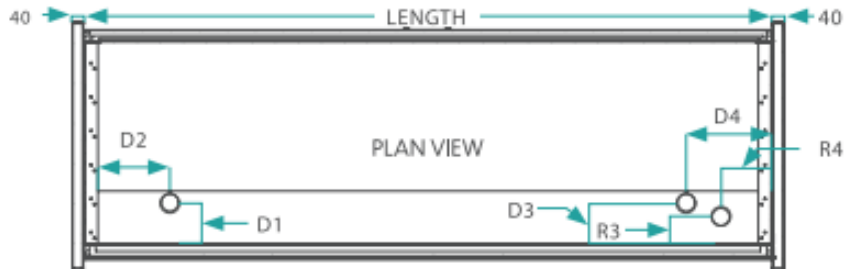 40 LENGTH 40
D4
D2
PLAN VIEW R4
D3
D1 R3